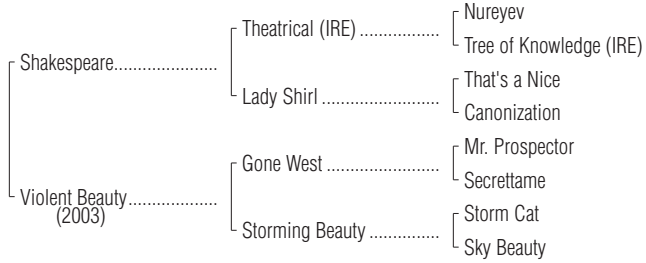 Nureyev
Theatrical (IRE)..................
Tree of Knowledge (IRE)
Shakespeare.......................
That's a Nice
Lady Shirl..........................
Canonization
Mr. Prospector
Gone West.........................
Secrettame
Violent Beauty....................
(2003)
Storm Cat
Storming Beauty................
Sky Beauty